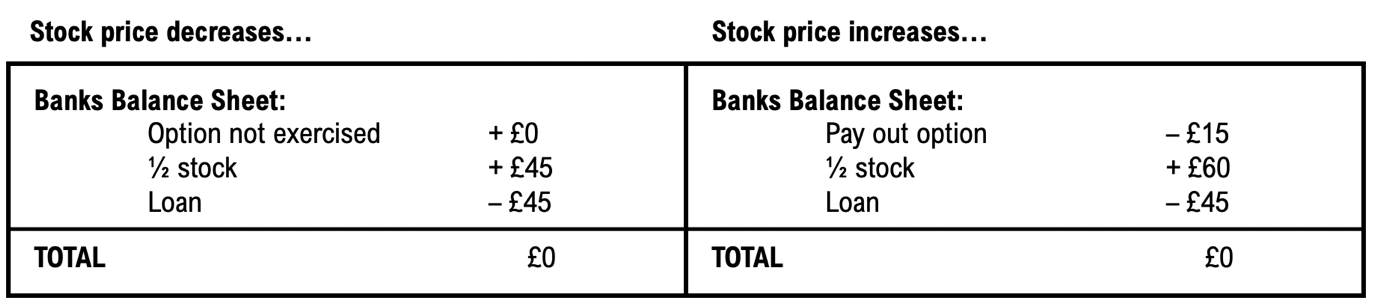 Stock price decreases… Stock price increases…
Banks Balance Sheet: Banks Balance Sheet:
Option not exercised + £0 Pay out option – £15
½ stock + £45 ½ stock + £60
Loan – £45 Loan – £45
TOTAL £0 TOTAL £0